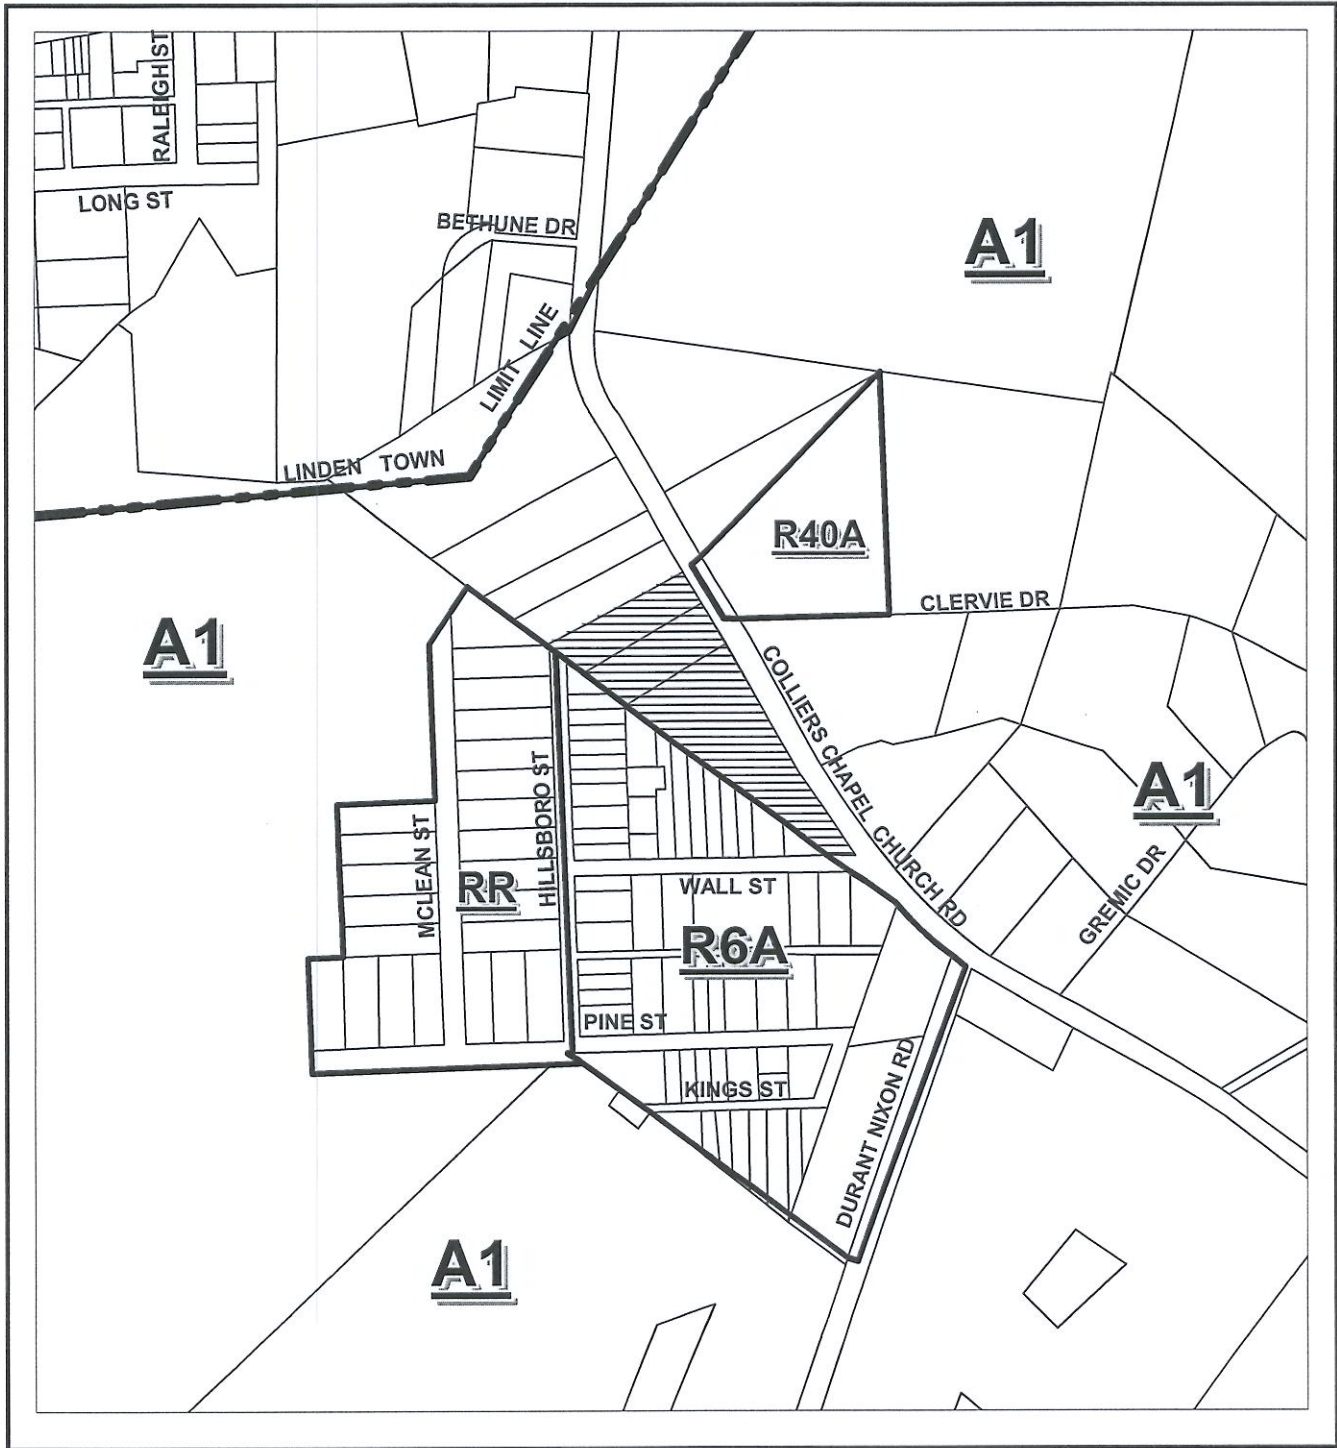 RALEIGH ST
LONG ST
BETHUNE DR
A1
LIMIT LINE
LINDEN TOWN
R40A
CLERVIE DR
A1
COLLIERS CHAPEL CHURCH RD
HILLSBORO ST
A1
MCLEAN ST
RR
WALL ST
GREMIC DR
R6A
PINE ST
KINGS ST
DURANT NIXON RD
A1